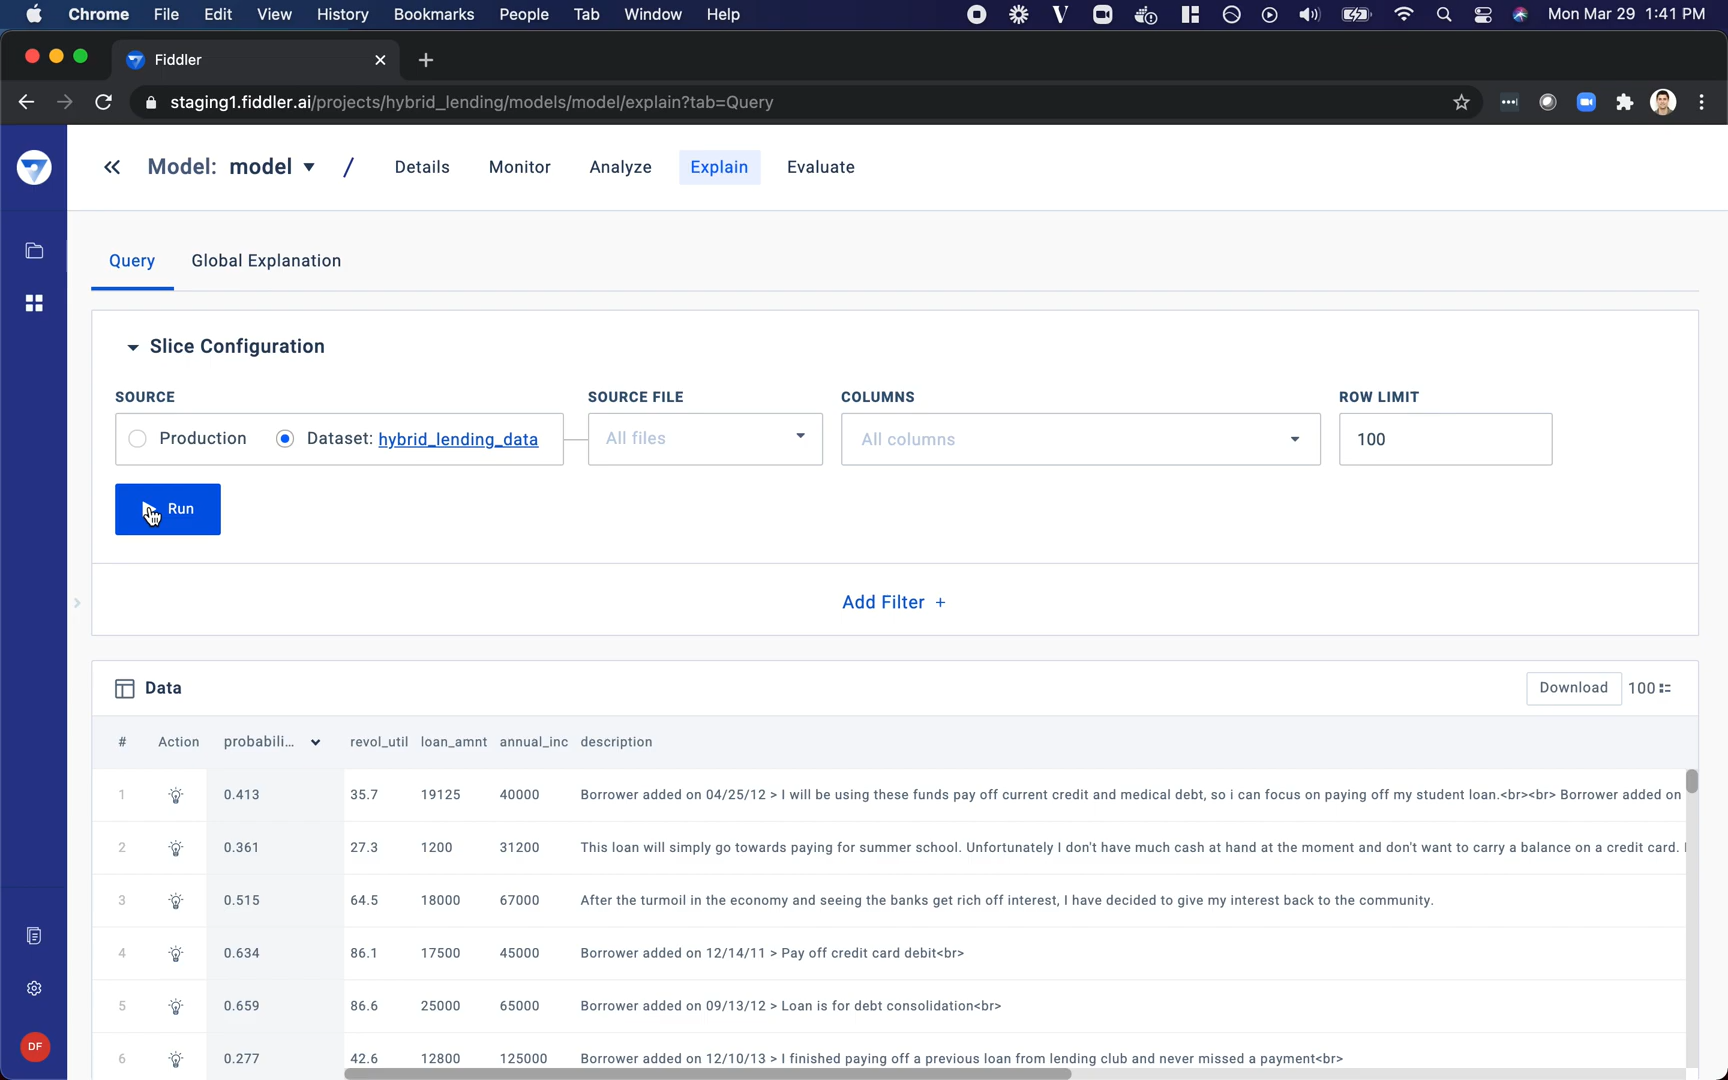 Chrome File Edit View History Bookmarks People Tab Window Help Mon Mar 29 1:41 PM
Fiddler
staging1.fiddler.ai/projects/hybrid_lending/models/model/explain?tab=Query
Model: model / Details Monitor Analyze Explain Evaluate
Query Global Explanation
Slice Configuration
SOURCE SOURCE FILE COLUMNS ROW LIMIT
Production Dataset: hybrid_lending_data All files All columns 100
Run
Add Filter +
Data Download 100
# Action probabili... revol_util loan_amnt annual_inc description
1 0.413 35.7 19125 40000 Borrower added on 04/25/12 > I will be using these funds pay off current credit and medical debt, so i can focus on paying off my student loan.<br><br> Borrower added on
2 0.361 27.3 1200 31200 This loan will simply go towards paying for summer school. Unfortunately I don't have much cash at hand at the moment and don't want to carry a balance on a credit card.
3 0.515 64.5 18000 67000 After the turmoil in the economy and seeing the banks get rich off interest, I have decided to give my interest back to the community.
4 0.634 86.1 17500 45000 Borrower added on 12/14/11 > Pay off credit card debit<br>
5 0.659 86.6 25000 65000 Borrower added on 09/13/12 > Loan is for debt consolidation<br>
6 0.277 42.6 12800 125000 Borrower added on 12/10/13 > I finished paying off a previous loan from lending club and never missed a payment<br>
DF